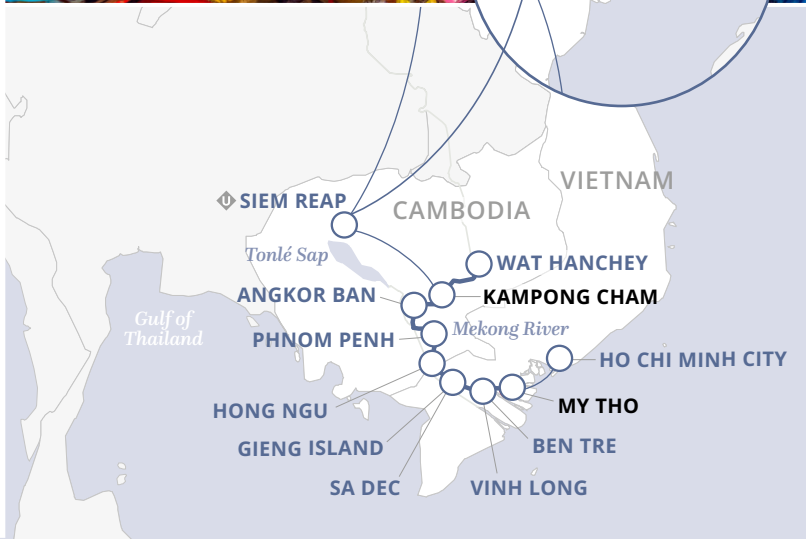 VIETNAM
U SIEM REAP
CAMBODIA
Tonlé Sap
WAT HANCHEY
ANGKOR BAN
KAMPONG CHAM
Gulf of
Thailand
Mekong River
PHNOM PENH
HO CHI MINH CITY
HONG NGU
MY THO
GIENG ISLAND
BEN TRE
SA DEC
VINH LONG